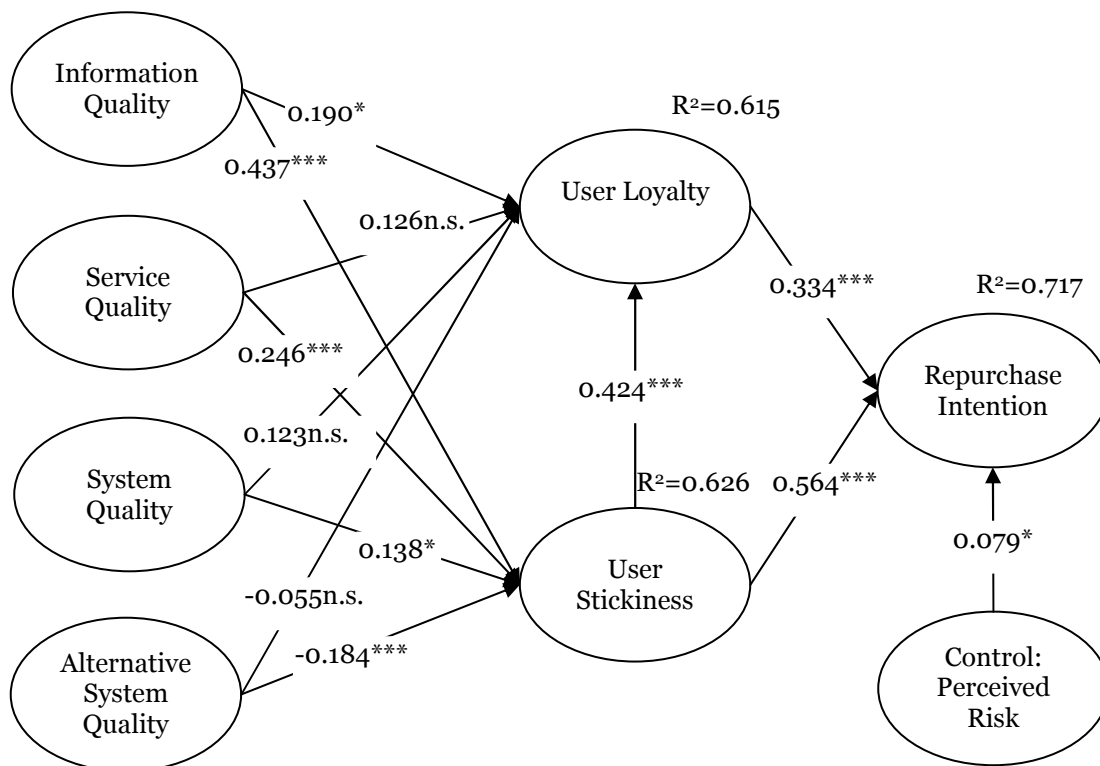 Information
Quality
0.190*
0.437***
R²=0.615
User Loyalty
0.126n.s.
Service
Quality
0.246***
0.334***
R²=0.717
Repurchase
Intention
0.424***
0.123n.s.
System
Quality
R²=0.626
0.564***
0.138*
0.079*
-0.055n.s.
User
Stickiness
-0.184***
Alternative
System
Quality
Control:
Perceived
Risk